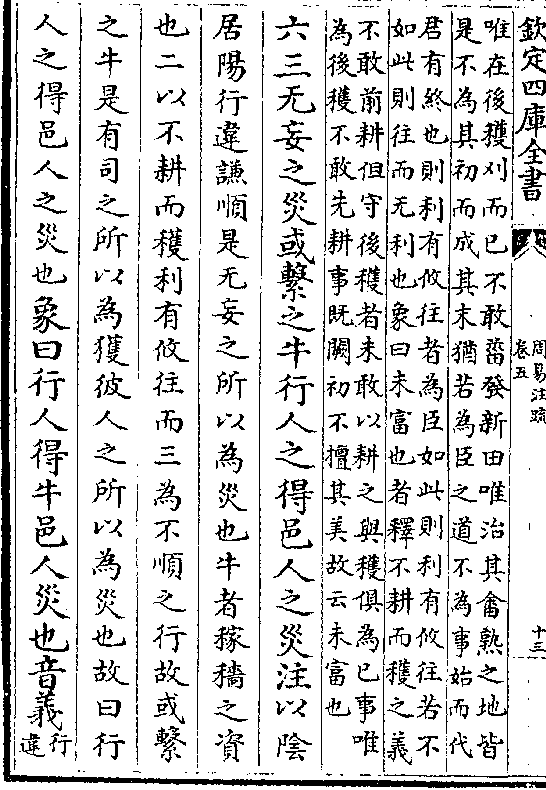 欽定四庫全書
周易注疏
卷五
十三
唯在後穫刈而已不敢菑發新田唯治其畬熟之地皆
是不為其初而成其末猶若為臣之道不為事始而代
君有終也則利有攸往者為臣如此則利有攸往若不
如此則往而无利也象曰未富也者釋不耕而穫之義
不敢前耕但守後穫者未敢以耕之與穫俱為已事唯
為後穫不敢先耕事既闕初不擅其美故云未富也
六三无妄之災或繫之牛行人之得邑人之災注以陰
居陽行違謙順是无妄之所以為災也牛者稼穡之資
也二以不耕而穫利有攸往而三為不順之行故或繫
之牛是有司之所以為獲彼人之所以為災也故曰行
人之得邑人之災也象曰行人得牛邑人災也音義行
違